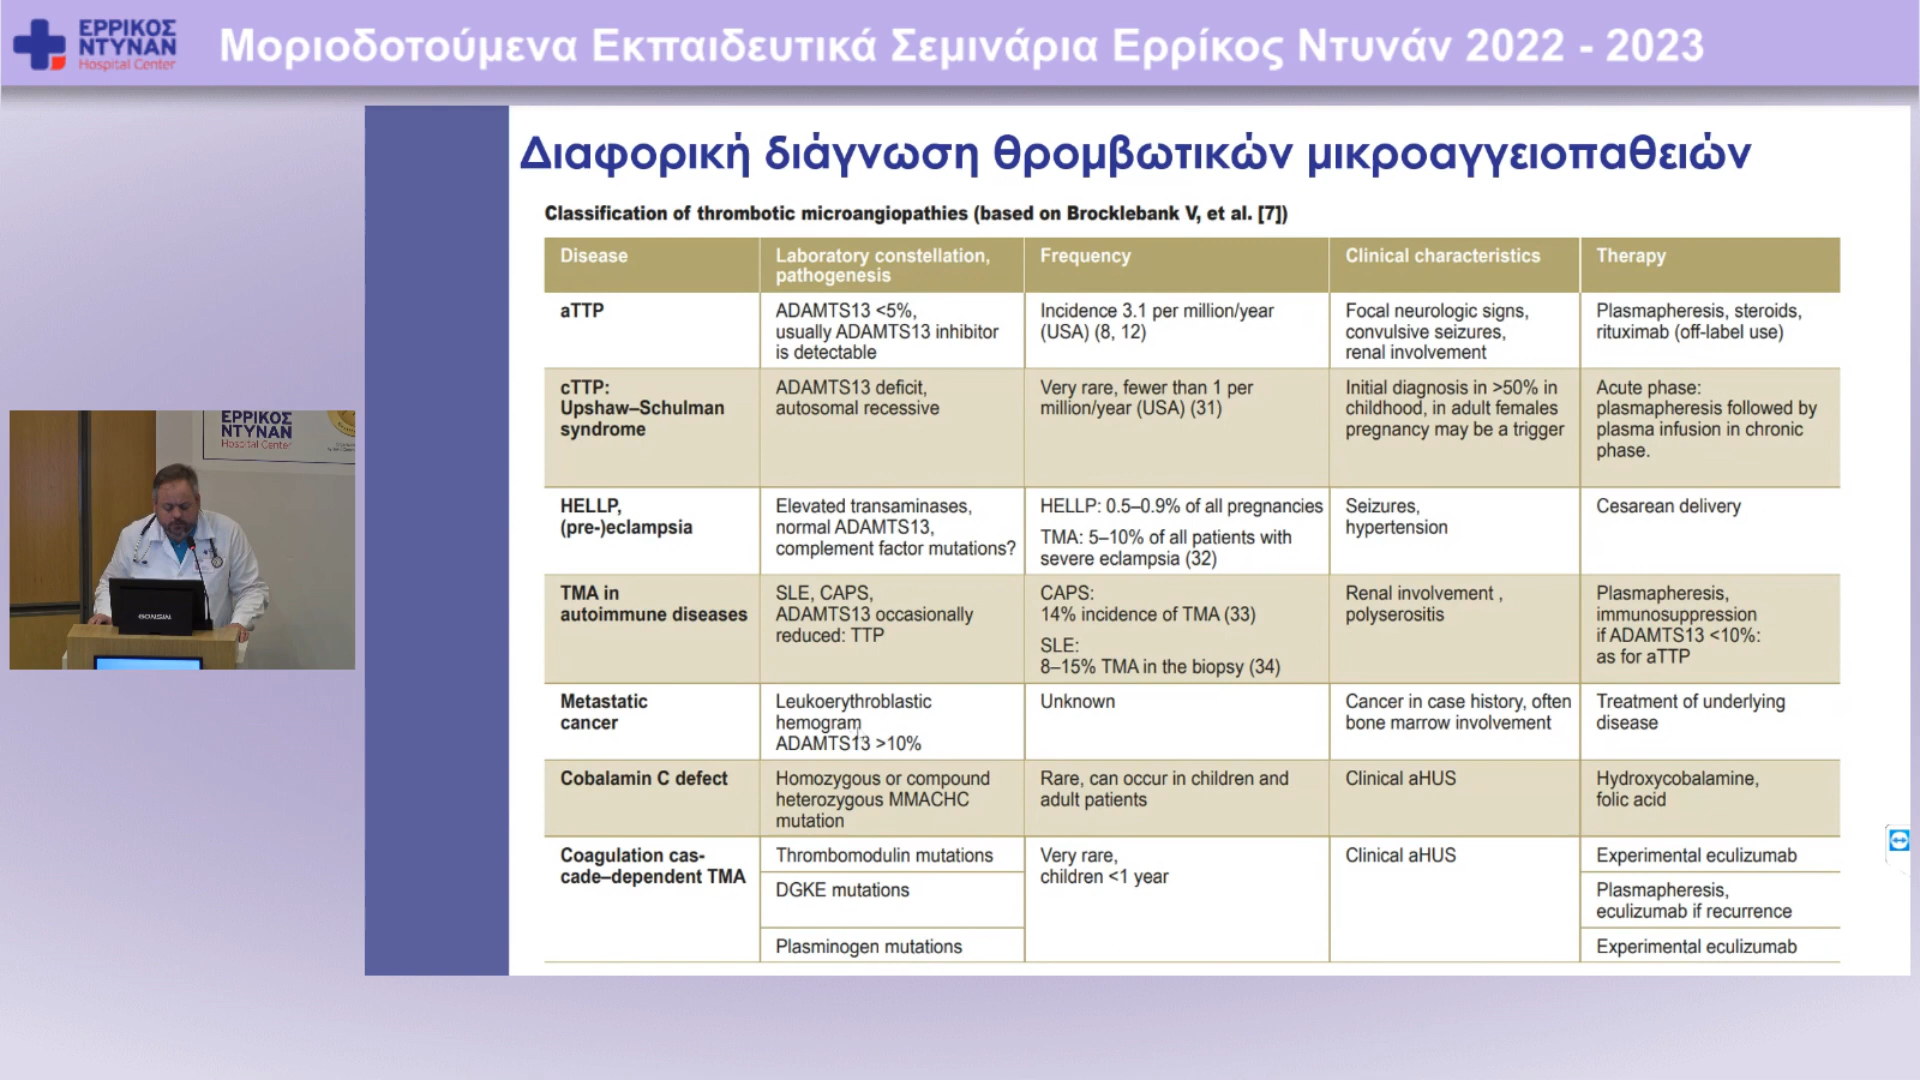 ΕΡΡΙΚΟΣ
ΝΤΥΝΑΝ
Hospital Center
Μοριοδοτούμενα Εκπαιδευτικά Σεμινάρια Ερρίκος Ντυνάν 2022 - 2023
Διαφορική διάγνωση θρομβωτικών μικροαγγειοπαθειών
Classification of thrombotic microangiopathies (based on Brocklebank V, et al. [7])
Disease
Laboratory constellation,
pathogenesis
Frequency
Clinical characteristics
Therapy
aTTP
ADAMTS13 <5%,
usually ADAMTS13 inhibitor
is detectable
Incidence 3.1 per million/year
(USA) (8, 12)
Focal neurologic signs,
convulsive seizures,
renal involvement
Plasmapheresis, steroids,
rituximab (off-label use)
cTTP:
Upshaw–Schulman
syndrome
ADAMTS13 deficit,
autosomal recessive
Very rare, fewer than 1 per
million/year (USA) (31)
Initial diagnosis in >50% in
childhood, in adult females
pregnancy may be a trigger
Acute phase:
plasmapheresis followed by
plasma infusion in chronic
phase.
HELLP,
(pre-)eclampsia
Elevated transaminases,
normal ADAMTS13,
complement factor mutations?
HELLP: 0.5–0.9% of all pregnancies
TMA: 5–10% of all patients with
severe eclampsia (32)
Seizures,
hypertension
Cesarean delivery
TMA in
autoimmune diseases
SLE, CAPS,
ADAMTS13 occasionally
reduced: TTP
CAPS:
14% incidence of TMA (33)
SLE:
8–15% TMA in the biopsy (34)
Renal involvement ,
polyserositis
Plasmapheresis,
immunosuppression
if ADAMTS13 <10%:
as for aTTP
Metastatic
cancer
Leukoerythroblastic
hemogram
ADAMTS13 >10%
Unknown
Cancer in case history, often
bone marrow involvement
Treatment of underlying
disease
Cobalamin C defect
Homozygous or compound
heterozygous MMACHC
mutation
Rare, can occur in children and
adult patients
Clinical aHUS
Hydroxycobalamine,
folic acid
Coagulation cas-
cade–dependent TMA
Thrombomodulin mutations
DGKE mutations
Plasminogen mutations
Very rare,
children <1 year
Clinical aHUS
Experimental eculizumab
Plasmapheresis,
eculizumab if recurrence
Experimental eculizumab
ΕΡΡΙΚΟΣ
ΝΤΥΝΑΝ
Hospital Center
GONSIN